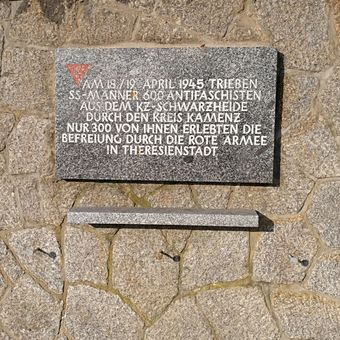 AM 18./19. APRIL 1945 TRIEBEN
SS-MÄNNER 600 ANTIFASCHISTEN
AUS DEM KZ-SCHWARZHEIDE
DURCH DEN KREIS KAMENZ
NUR 300 VON IHNEN ERLEBTEN DIE
BEFREIUNG DURCH DIE ROTE ARMEE
IN THERESIENSTADT